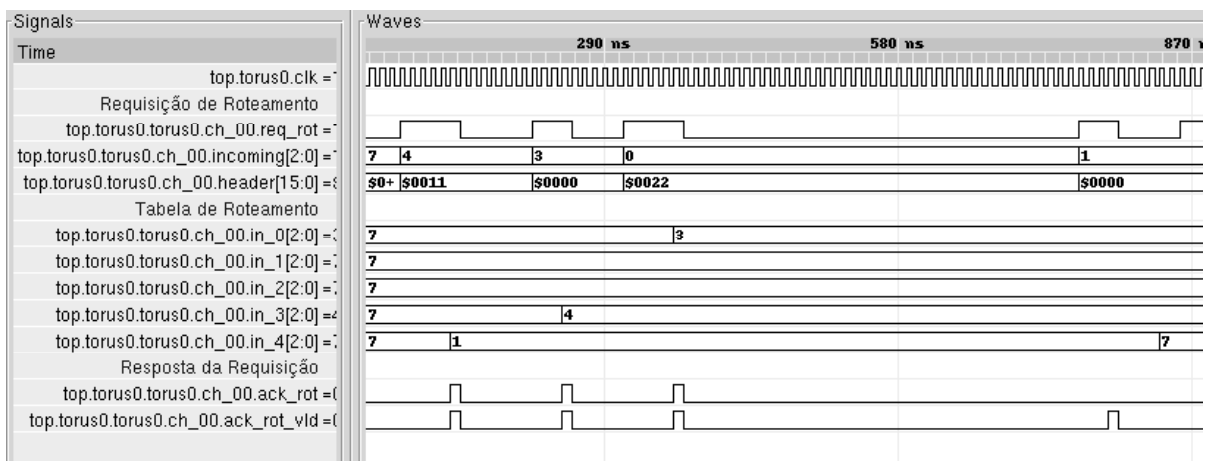 Signals
Waves
Time
290 ns
580 ns
870
top.torus0.clk =
Requisição de Roteamento
top.torus0.torus0.ch_00.req_rot =
top.torus0.torus0.ch_00.incoming[2:0] =
7 4 3 0 1
top.torus0.torus0.ch_00.header[15:0] =
$0+ $0011 $0000 $0022 $0000
Tabela de Roteamento
top.torus0.torus0.ch_00.in_0[2:0] =
7 3
top.torus0.torus0.ch_00.in_1[2:0] =
7
top.torus0.torus0.ch_00.in_2[2:0] =
7
top.torus0.torus0.ch_00.in_3[2:0] =
7 4
top.torus0.torus0.ch_00.in_4[2:0] =
7 1 7
Resposta da Requisição
top.torus0.torus0.ch_00.ack_rot =
top.torus0.torus0.ch_00.ack_rot_vld =